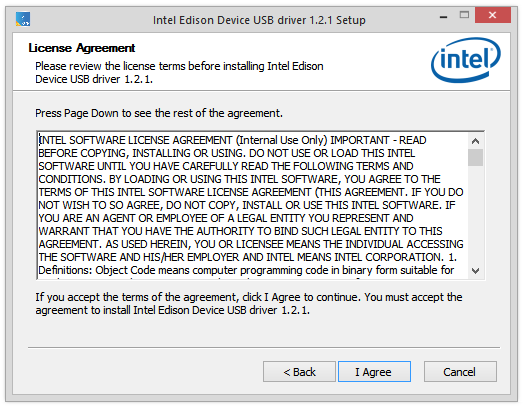 Intel Edison Device USB driver 1.2.1 Setup
License Agreement
Please review the license terms before installing Intel Edison
Device USB driver 1.2.1.
intel
Press Page Down to see the rest of the agreement.
INTEL SOFTWARE LICENSE AGREEMENT (Internal Use Only) IMPORTANT - READ
BEFORE COPYING, INSTALLING OR USING. DO NOT USE OR LOAD THIS INTEL
SOFTWARE UNTIL YOU HAVE CAREFULLY READ THE FOLLOWING TERMS AND
CONDITIONS. BY LOADING OR USING THIS INTEL SOFTWARE, YOU AGREE TO THE
TERMS OF THIS INTEL SOFTWARE LICENSE AGREEMENT (THIS AGREEMENT. IF YOU DO
NOT WISH TO SO AGREE, DO NOT COPY, INSTALL OR USE THIS INTEL SOFTWARE. IF
YOU ARE AN AGENT OR EMPLOYEE OF A LEGAL ENTITY YOU REPRESENT AND
WARRANT THAT YOU HAVE THE AUTHORITY TO BIND SUCH LEGAL ENTITY TO THIS
AGREEMENT. AS USED HEREIN, YOU OR LICENSEE MEANS THE INDIVIDUAL ACCESSING
THE SOFTWARE AND HIS/HER EMPLOYER AND INTEL MEANS INTEL CORPORATION. 1.
Definitions: Object Code means computer programming code in binary form suitable for
If you accept the terms of the agreement, click I Agree to continue. You must accept the
agreement to install Intel Edison Device USB driver 1.2.1.
< Back
I Agree
Cancel